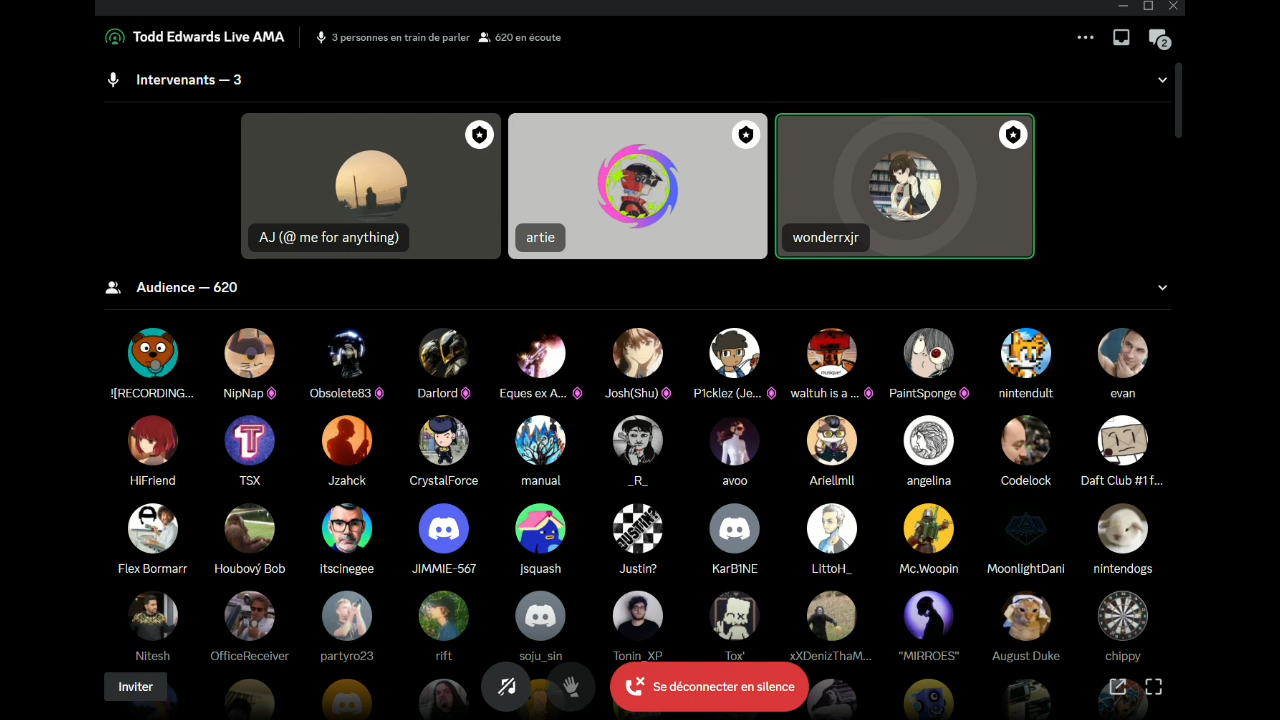 Todd Edwards Live AMA
3 personnes en train de parler
620 en écoute
2
Intervenants — 3
AJ (@ me for anything)
artie
wonderrxjr
Audience — 620
![RECORDING...
NipNap
Obsolete83
Darlord
Eques ex A...
Josh(Shu)
P1cklez (Je...
waltuh is a ...
PaintSponge
nintendult
evan
musique!
HiFriend
TSX
Jzahck
CrystalForce
manual
_R_
avoo
Ariellmll
angelina
Codelock
Daft Club #1 f...
T
JUSTIN?
Flex Bormarr
Houbový Bob
itscinegee
JIMMIE-567
jsquash
Justin?
KarB1NE
LittoH_
Mc.Woopin
MoonlightDani
nintendogs
Nitesh
OfficeReceiver
partyro23
rift
soju_sin
Tonin_XP
Tox'
xXDenizThaM...
"MIRROES"
August Duke
chippy
Inviter
Se déconnecter en silence